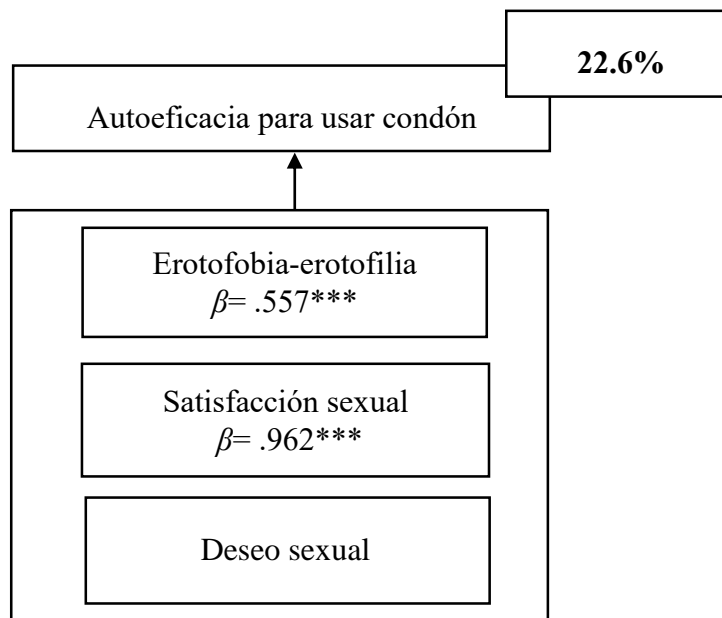 22.6%
Autoeficacia para usar condón
Erotofobia-erotofilia
β= .557***
Satisfacción sexual
β= .962***
Deseo sexual